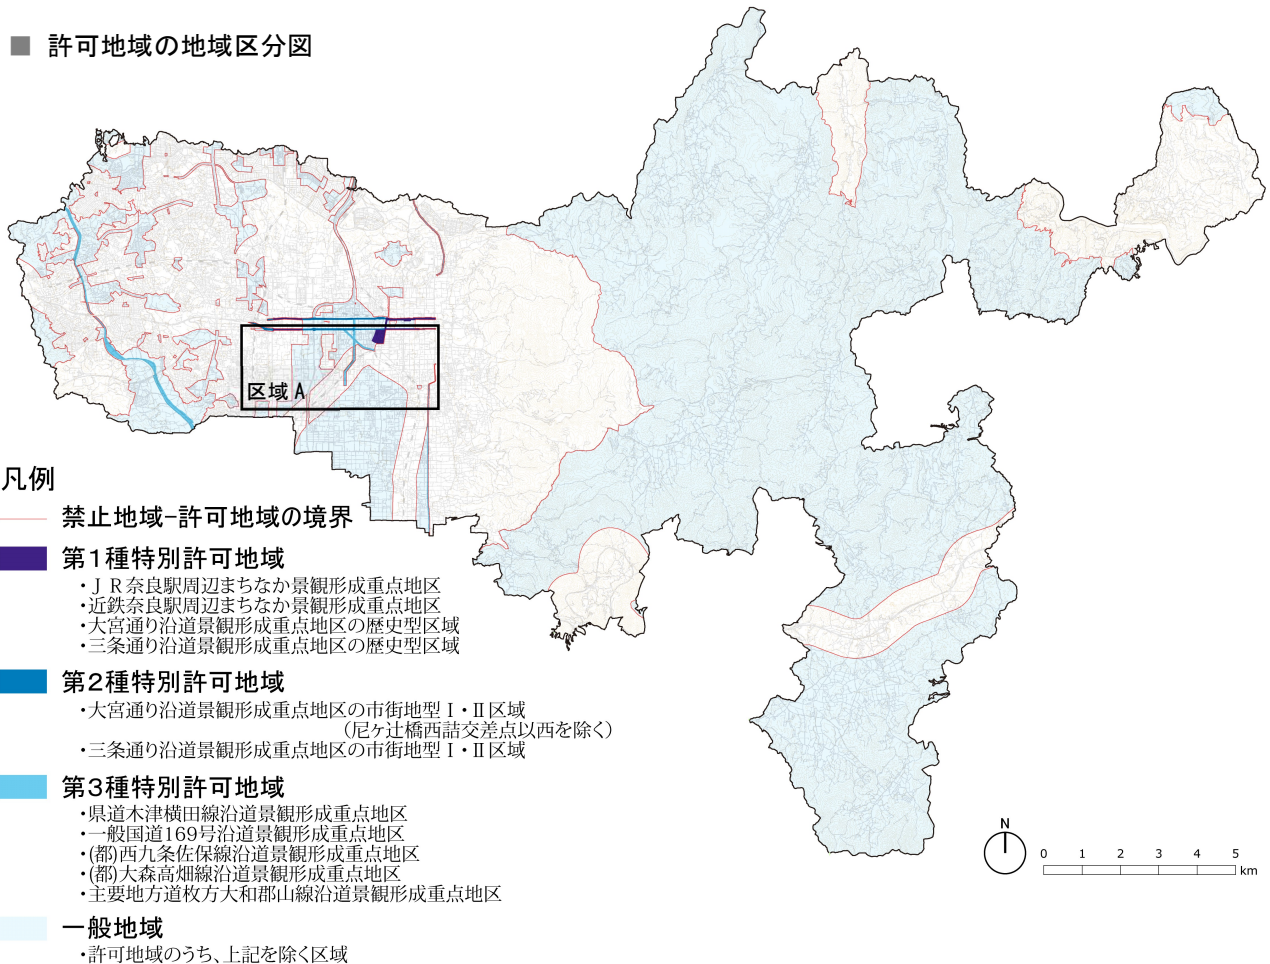 ■ 許可地域の地域区分図
区域A
凡例
禁止地域-許可地域の境界
第1種特別許可地域
・JR奈良駅周辺まちなか景観形成重点地区
・近鉄奈良駅周辺まちなか景観形成重点地区
・大宮通り沿道景観形成重点地区の歴史型区域
・三条通り沿道景観形成重点地区の歴史型区域
第2種特別許可地域
・大宮通り沿道景観形成重点地区の市街地型Ⅰ・Ⅱ区域
(尼ヶ辻橋西詰交差点以西を除く)
・三条通り沿道景観形成重点地区の市街地型Ⅰ・Ⅱ区域
第3種特別許可地域
・県道木津横田線沿道景観形成重点地区
・一般国道169号沿道景観形成重点地区
・(都)西九条佐保線沿道景観形成重点地区
・(都)大森高畑線沿道景観形成重点地区
・主要地方道枚方大和郡山線沿道景観形成重点地区
一般地域
・許可地域のうち、上記を除く区域
N
0 1 2 3 4 5
km